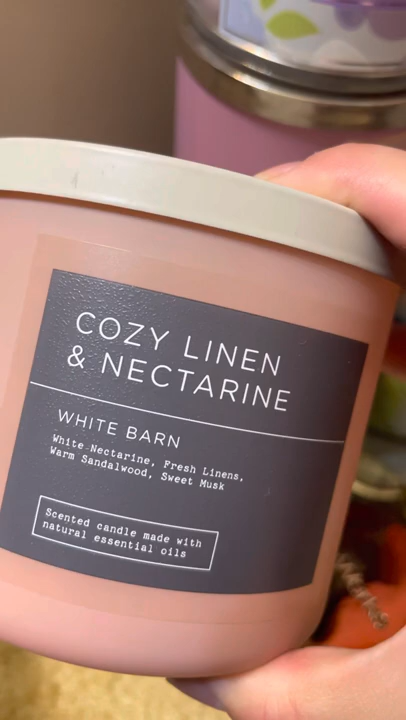 COZY LINEN
& NECTARINE
WHITE BARN
White Nectarine, Fresh Linens,
Warm Sandalwood, Sweet Musk
Scented candle made with
natural essential oils